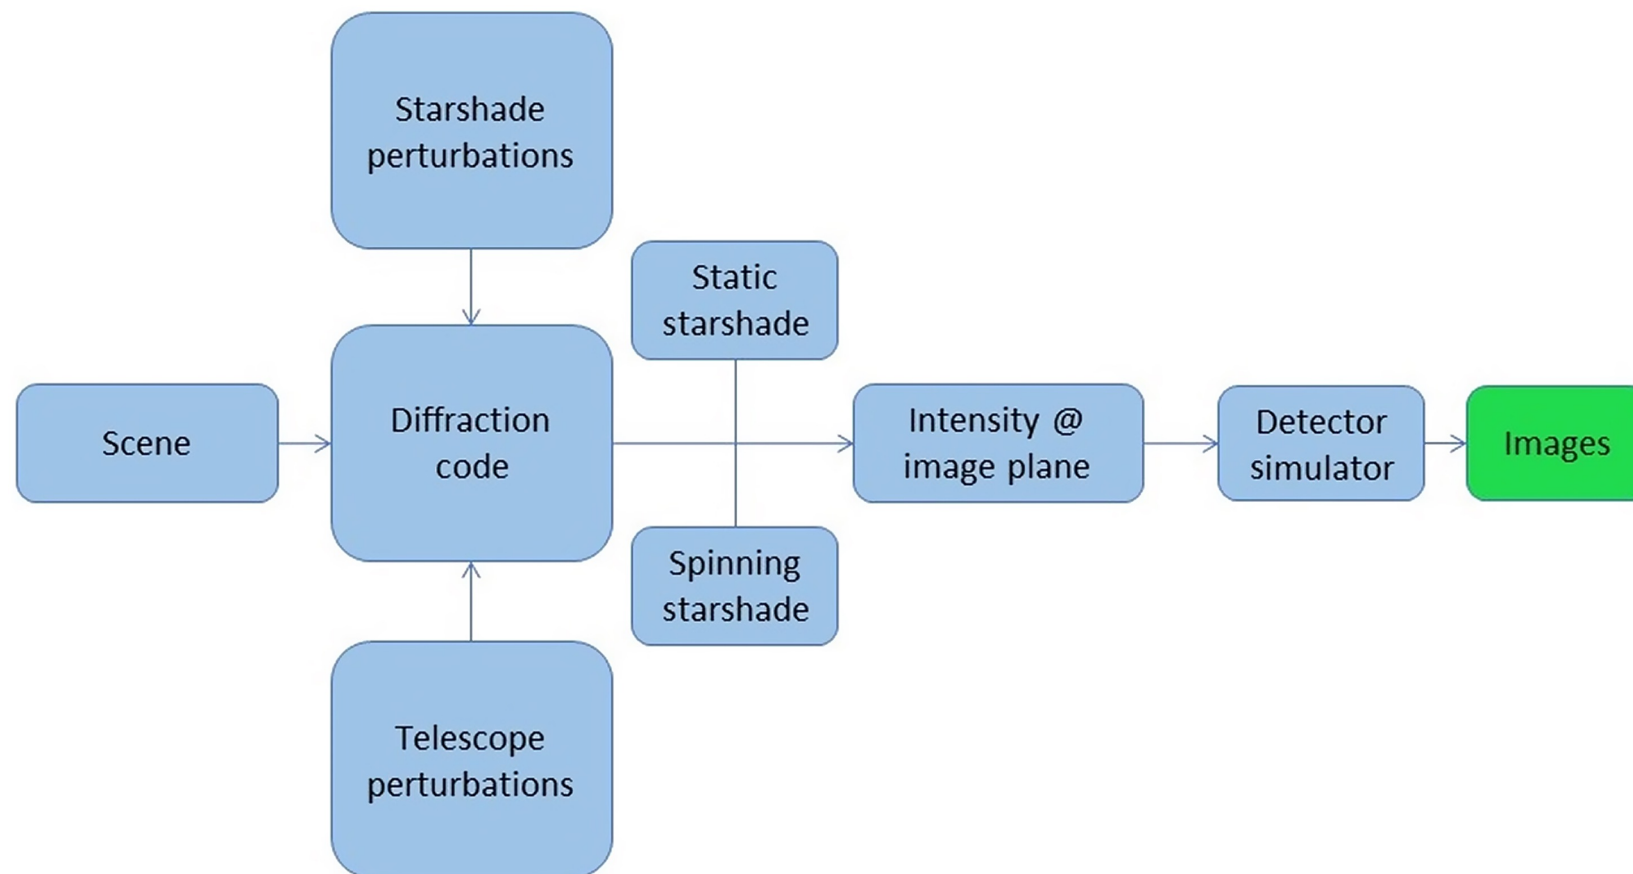 Starshade
perturbations
Static
starshade
Scene
Diffraction
code
Intensity @
image plane
Detector
simulator
Images
Spinning
starshade
Telescope
perturbations